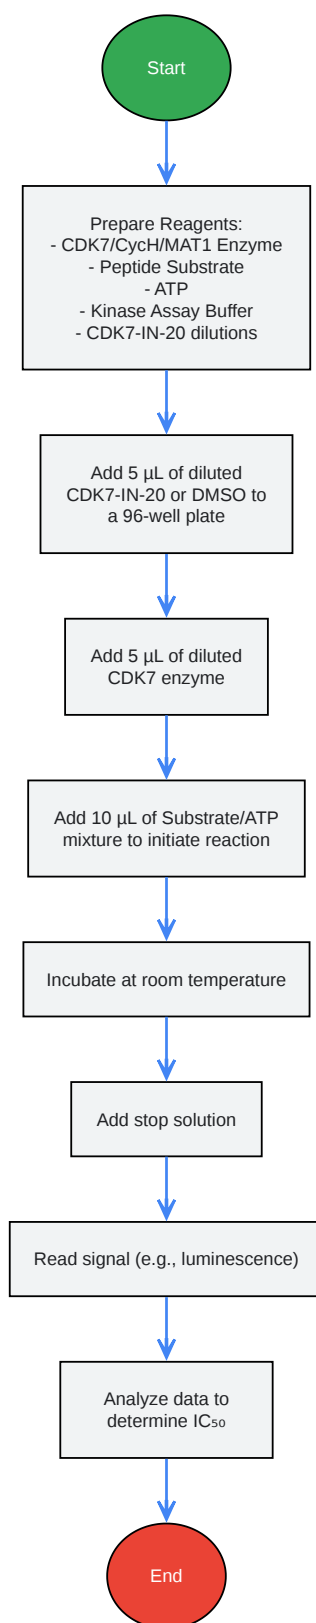 Start
Prepare Reagents:
- CDK7/CycH/MAT1 Enzyme
- Peptide Substrate
- ATP
- Kinase Assay Buffer
- CDK7-IN-20 dilutions
Add 5 µL of diluted
CDK7-IN-20 or DMSO to
a 96-well plate
Add 5 µL of diluted
CDK7 enzyme
Add 10 µL of Substrate/ATP
mixture to initiate reaction
Incubate at room temperature
Add stop solution
Read signal (e.g., luminescence)
Analyze data to
determine IC₅₀
End